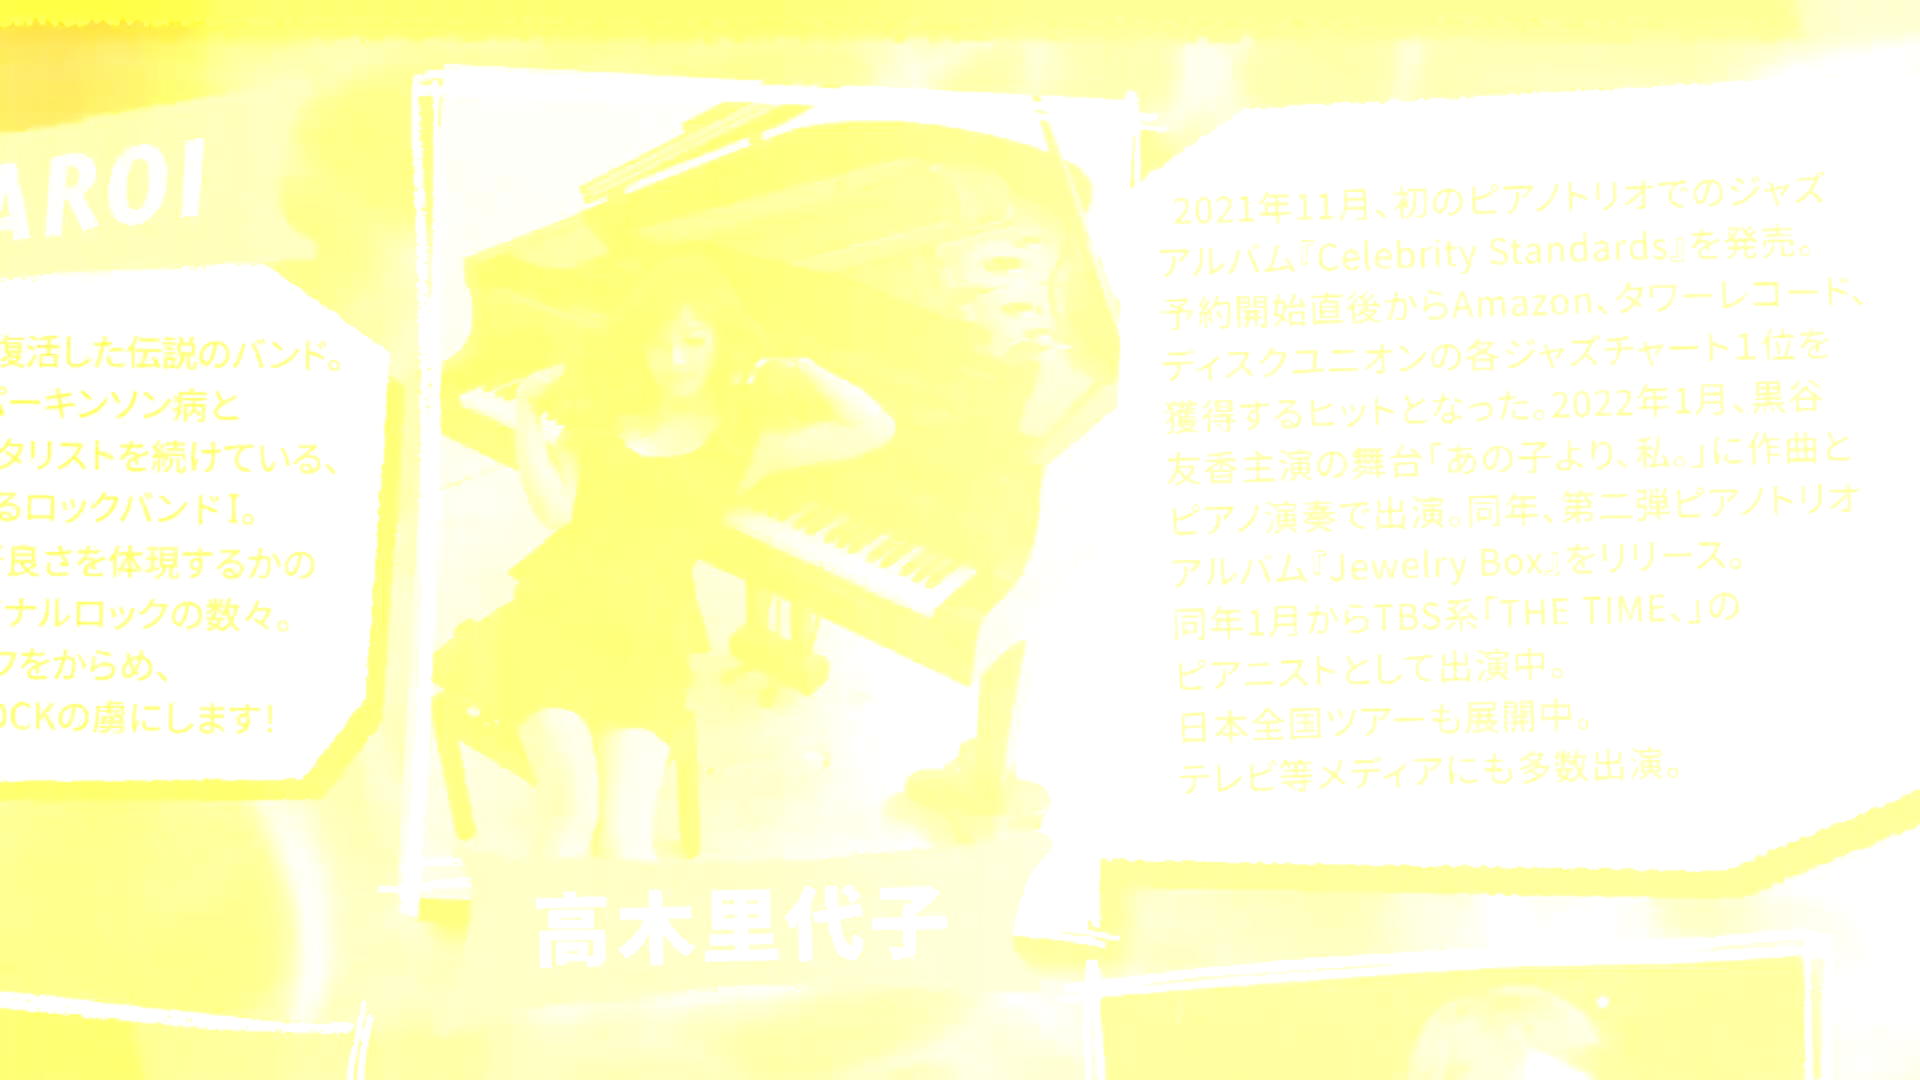 AROI
復活した伝説のバンド。
パーキンソン病と
タリストを続けている、
るロックバンドI。
良さを体現するかの
ナルロックの数々。
フをからめ、
OCKの虜にします!
高木里代子
2021年11月、初のピアノトリオでのジャズ
アルバム『Celebrity Standards』を発売。
予約開始直後からAmazon、タワーレコード、
ディスクユニオンの各ジャズチャート1位を
獲得するヒットとなった。2022年1月、黒谷
友香主演の舞台「あの子より、私。」に作曲と
ピアノ演奏で出演。同年、第二弾ピアノトリオ
アルバム『Jewelry Box』をリリース。
同年1月からTBS系「THE TIME、」の
ピアニストとして出演中。
日本全国ツアーも展開中。
テレビ等メディアにも多数出演。